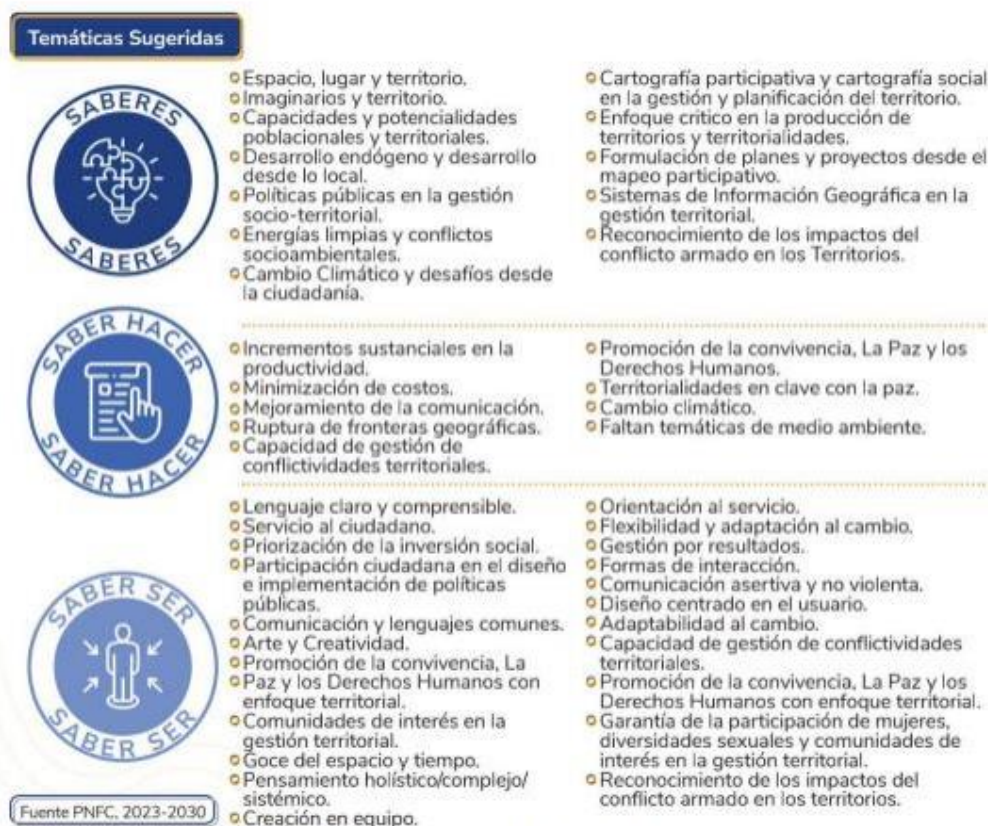 Temáticas Sugeridas
SABERES
SABERES
Espacio, lugar y territorio.
Imaginarios y territorio.
Capacidades y potencialidades
poblacionales y territoriales.
Desarrollo endógeno y desarrollo
desde lo local.
Políticas públicas en la gestión
socio-territorial.
Energías limpias y conflictos
socioambientales.
Cambio Climático y desafíos desde
la ciudadanía.
Cartografía participativa y cartografía social
en la gestión y planificación del territorio.
Enfoque critico en la producción de
territorios y territorialidades.
Formulación de planes y proyectos desde el
mapeo participativo.
Sistemas de Información Geográfica en la
gestión territorial.
Reconocimiento de los impactos del
conflicto armado en los Territorios.
SABER HACER
SABER HACER
Incrementos sustanciales en la
productividad.
Minimización de costos.
Mejoramiento de la comunicación.
Ruptura de fronteras geográficas.
Capacidad de gestión de
conflictividades territoriales.
Promoción de la convivencia, La Paz y los
Derechos Humanos.
Territorialidades en clave con la paz.
Cambio climático.
Faltan temáticas de medio ambiente.
SABER SER
SABER SER
Lenguaje claro y comprensible.
Servicio al ciudadano.
Priorización de la inversión social.
Participación ciudadana en el diseño
e implementación de políticas
públicas.
Comunicación y lenguajes comunes.
Arte y Creatividad.
Promoción de la convivencia, La
Paz y los Derechos Humanos con
enfoque territorial.
Comunidades de interés en la
gestión territorial.
Goce del espacio y tiempo.
Pensamiento holístico/complejo/
sistémico.
Creación en equipo.
Orientación al servicio.
Flexibilidad y adaptación al cambio.
Gestión por resultados.
Formas de interacción.
Comunicación asertiva y no violenta.
Diseño centrado en el usuario.
Adaptabilidad al cambio.
Capacidad de gestión de conflictividades
territoriales.
Promoción de la convivencia, La Paz y los
Derechos Humanos con enfoque territorial.
Garantía de la participación de mujeres,
diversidades sexuales y comunidades de
interés en la gestión territorial.
Reconocimiento de los impactos del
conflicto armado en los territorios.
Fuente PNFC, 2023-2030